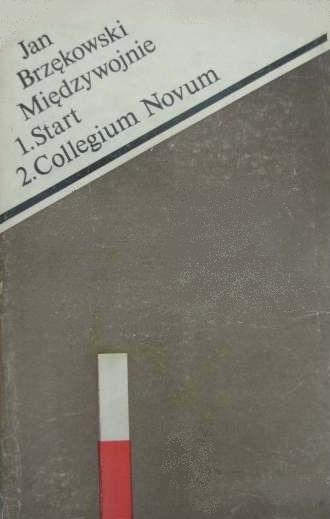 Jan
Brzękowski
Międzywojnie
1.Start
2.Collegium Novum